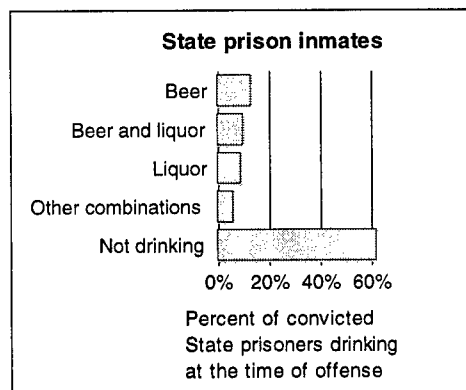 State prison inmates
Beer
Beer and liquor
Liquor
Other combinations
Not drinking
0% 20% 40% 60%
Percent of convicted
State prisoners drinking
at the time of offense